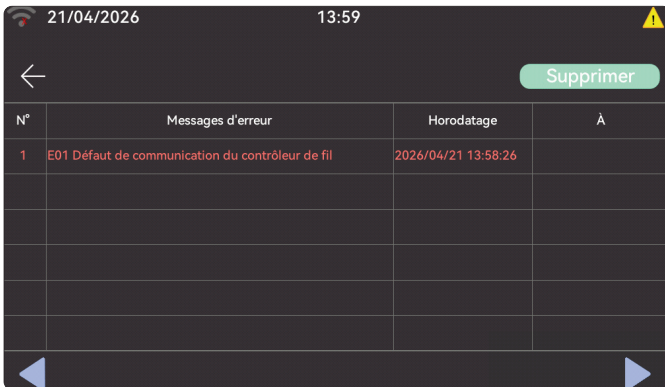 21/04/2026 13:59
Supprimer
N° Messages d'erreur Horodatage À
1 E01 Défaut de communication du contrôleur de fil 2026/04/21 13:58:26